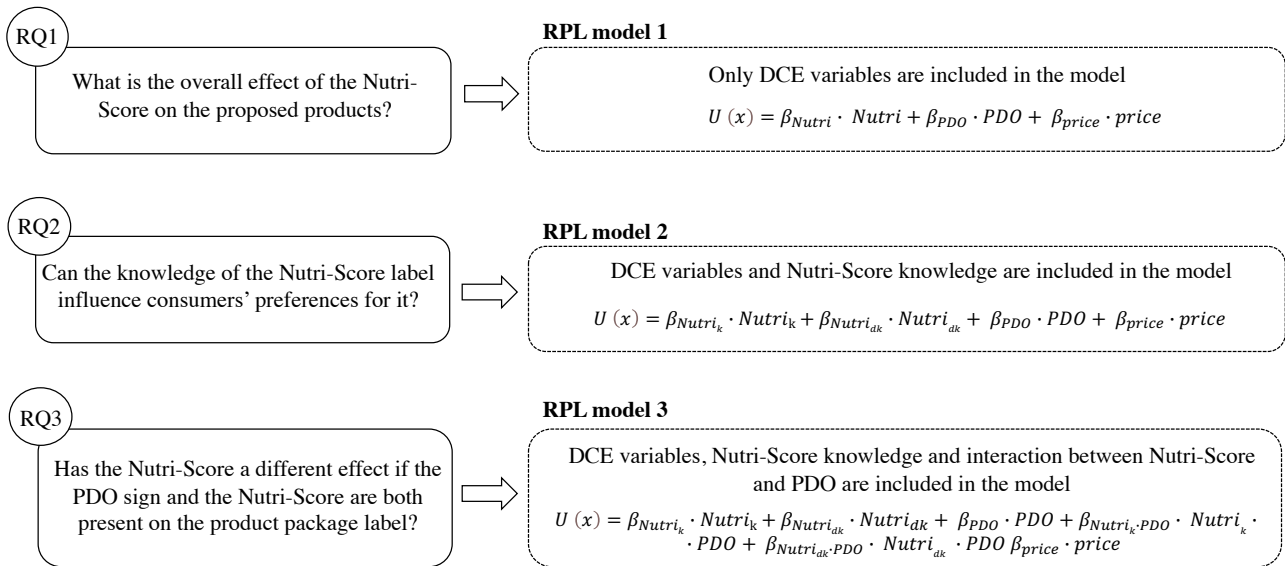 RQ1
What is the overall effect of the Nutri-
Score on the proposed products?
RPL model 1
Only DCE variables are included in the model
U (x) = β_Nutri · Nutri + β_PDO · PDO + β_price · price
RQ2
Can the knowledge of the Nutri-Score label
influence consumers’ preferences for it?
RPL model 2
DCE variables and Nutri-Score knowledge are included in the model
U (x) = β_Nutri_k · Nutri_k + β_Nutri_dk · Nutri_dk + β_PDO · PDO + β_price · price
RQ3
Has the Nutri-Score a different effect if the
PDO sign and the Nutri-Score are both
present on the product package label?
RPL model 3
DCE variables, Nutri-Score knowledge and interaction between Nutri-Score
and PDO are included in the model
U (x) = β_Nutri_k · Nutri_k + β_Nutri_dk · Nutri_dk + β_PDO · PDO + β_Nutri_k·PDO · Nutri_k ·
· PDO + β_Nutri_dk·PDO · Nutri_dk · PDO β_price · price